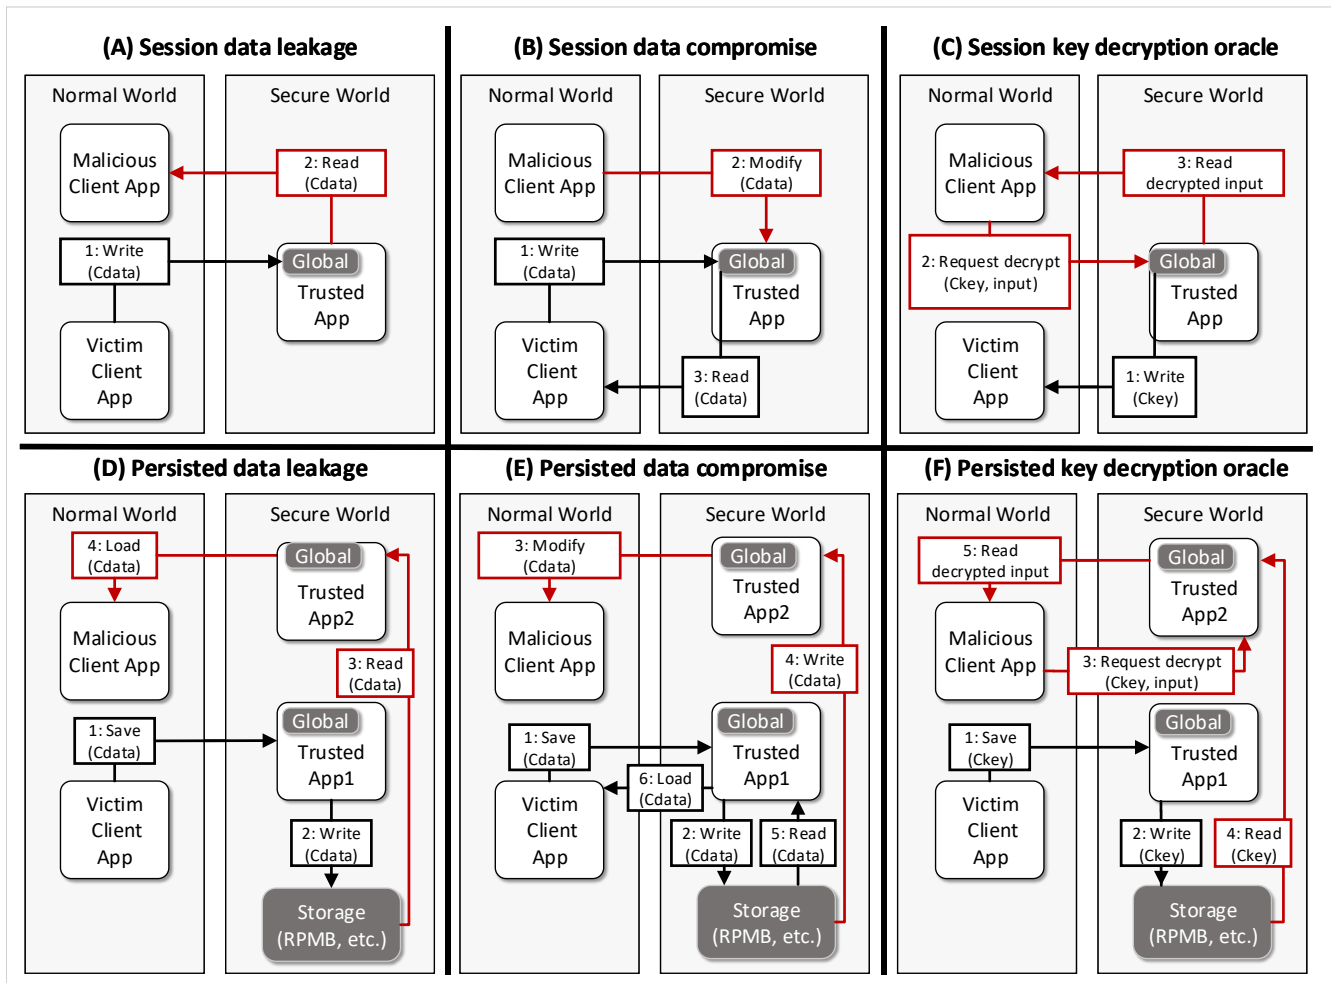 (A) Session data leakage
Normal World
Secure World
Malicious
Client App
2: Read
(Cdata)
1: Write
(Cdata)
Global
Trusted
App
Victim
Client
App
(B) Session data compromise
Normal World
Secure World
Malicious
Client App
2: Modify
(Cdata)
1: Write
(Cdata)
Global
Trusted
App
Victim
Client
App
3: Read
(Cdata)
(C) Session key decryption oracle
Normal World
Secure World
Malicious
Client App
3: Read
decrypted input
2: Request decrypt
(Ckey, input)
Global
Trusted
App
Victim
Client
App
1: Write
(Ckey)
(D) Persisted data leakage
Normal World
Secure World
4: Load
(Cdata)
Global
Trusted
App2
Malicious
Client App
3: Read
(Cdata)
1: Save
(Cdata)
Global
Trusted
App1
Victim
Client
App
2: Write
(Cdata)
Storage
(RPMB, etc.)
(E) Persisted data compromise
Normal World
Secure World
3: Modify
(Cdata)
Global
Trusted
App2
Malicious
Client App
4: Write
(Cdata)
1: Save
(Cdata)
Global
Trusted
App1
6: Load
(Cdata)
Victim
Client
App
2: Write
(Cdata)
5: Read
(Cdata)
Storage
(RPMB, etc.)
(F) Persisted key decryption oracle
Normal World
Secure World
5: Read
decrypted input
Global
Trusted
App2
Malicious
Client App
3: Request decrypt
(Ckey, input)
1: Save
(Ckey)
Global
Trusted
App1
Victim
Client
App
2: Write
(Ckey)
4: Read
(Ckey)
Storage
(RPMB, etc.)